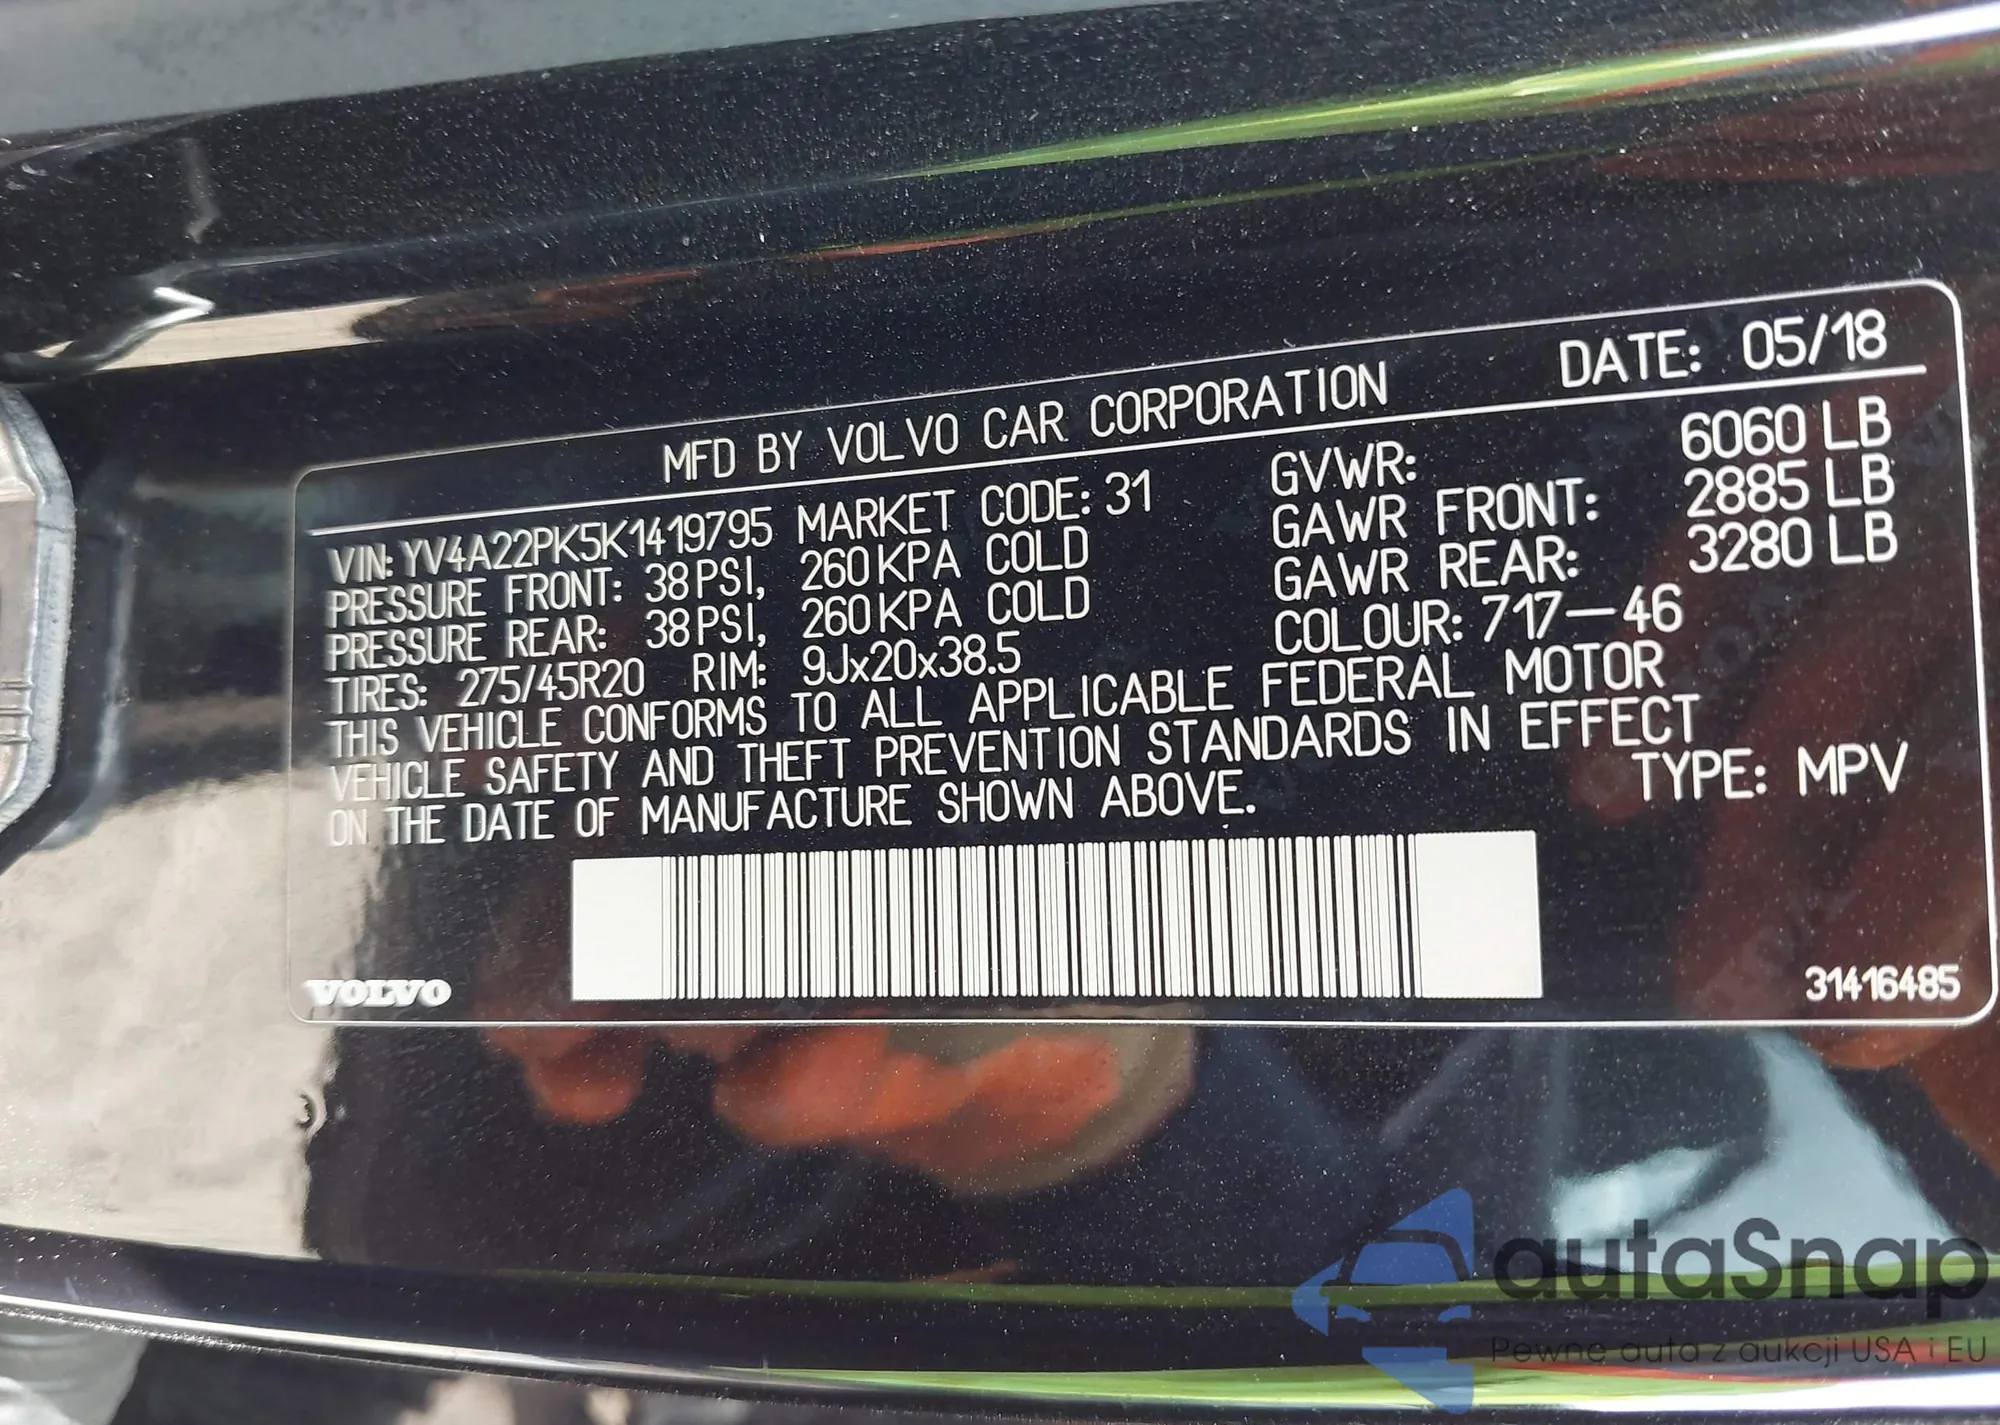 MFD BY VOLVO CAR CORPORATION DATE: 05/18
VIN: YV4A22PK5K1419795 MARKET CODE: 31 GVWR: 6060 LB
PRESSURE FRONT: 38 PSI, 260 KPA COLD GAWR FRONT: 2885 LB
PRESSURE REAR: 38 PSI, 260 KPA COLD GAWR REAR: 3280 LB
TIRES: 275/45R20 RIM: 9Jx20x38.5 COLOUR: 717-46
THIS VEHICLE CONFORMS TO ALL APPLICABLE FEDERAL MOTOR
VEHICLE SAFETY AND THEFT PREVENTION STANDARDS IN EFFECT
ON THE DATE OF MANUFACTURE SHOWN ABOVE. TYPE: MPV
VOLVO 31416485
autaSnap
Pewne auta z aukcji USA i EU